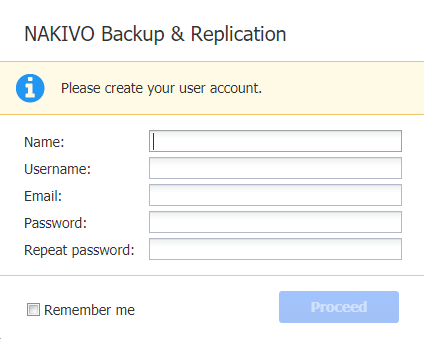 NAKIVO Backup & Replication
Please create your user account.
Name:
Username:
Email:
Password:
Repeat password:
Remember me
Proceed